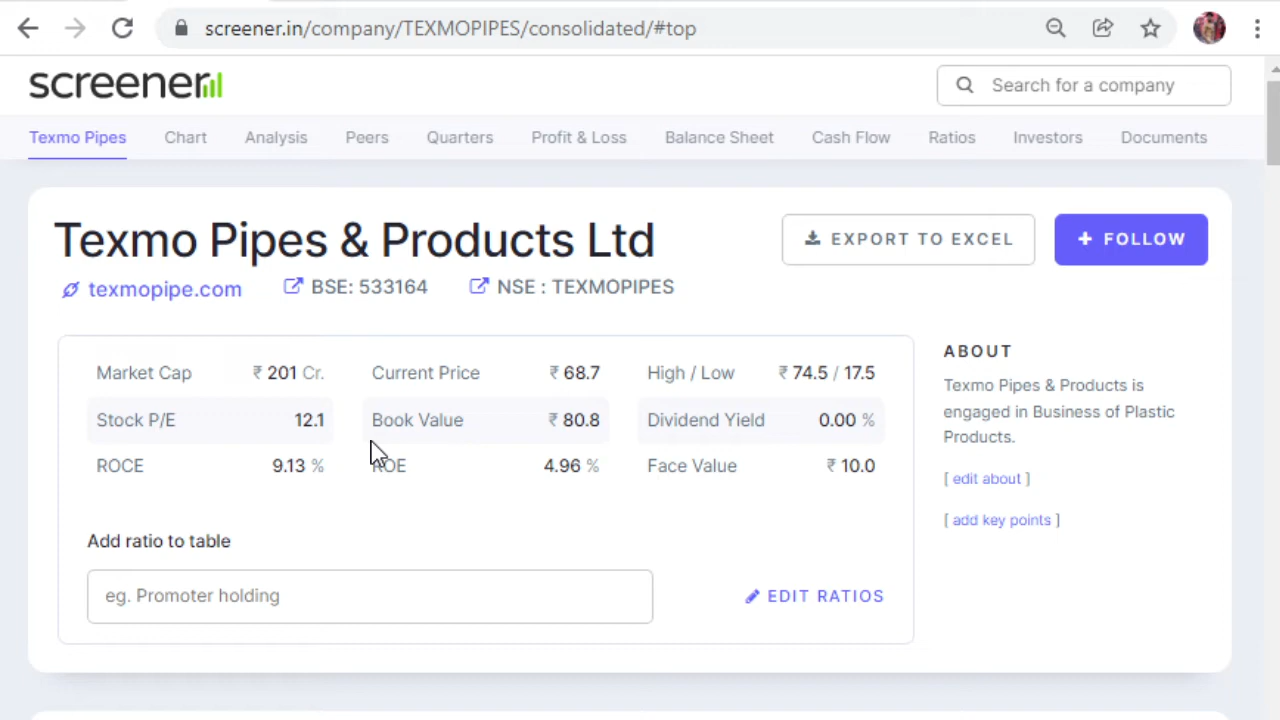 screener.in/company/TEXMOPIPES/consolidated/#top
screener
Search for a company
Texmo Pipes Chart Analysis Peers Quarters Profit & Loss Balance Sheet Cash Flow Ratios Investors Documents
Texmo Pipes & Products Ltd
EXPORT TO EXCEL
+ FOLLOW
texmopipe.com BSE: 533164 NSE : TEXMOPIPES
Market Cap ₹ 201 Cr. Current Price ₹ 68.7 High / Low ₹ 74.5 / 17.5
Stock P/E 12.1 Book Value ₹ 80.8 Dividend Yield 0.00 %
ROCE 9.13 % ROE 4.96 % Face Value ₹ 10.0
Add ratio to table
eg. Promoter holding
EDIT RATIOS
ABOUT
Texmo Pipes & Products is
engaged in Business of Plastic
Products.
[ edit about ]
[ add key points ]